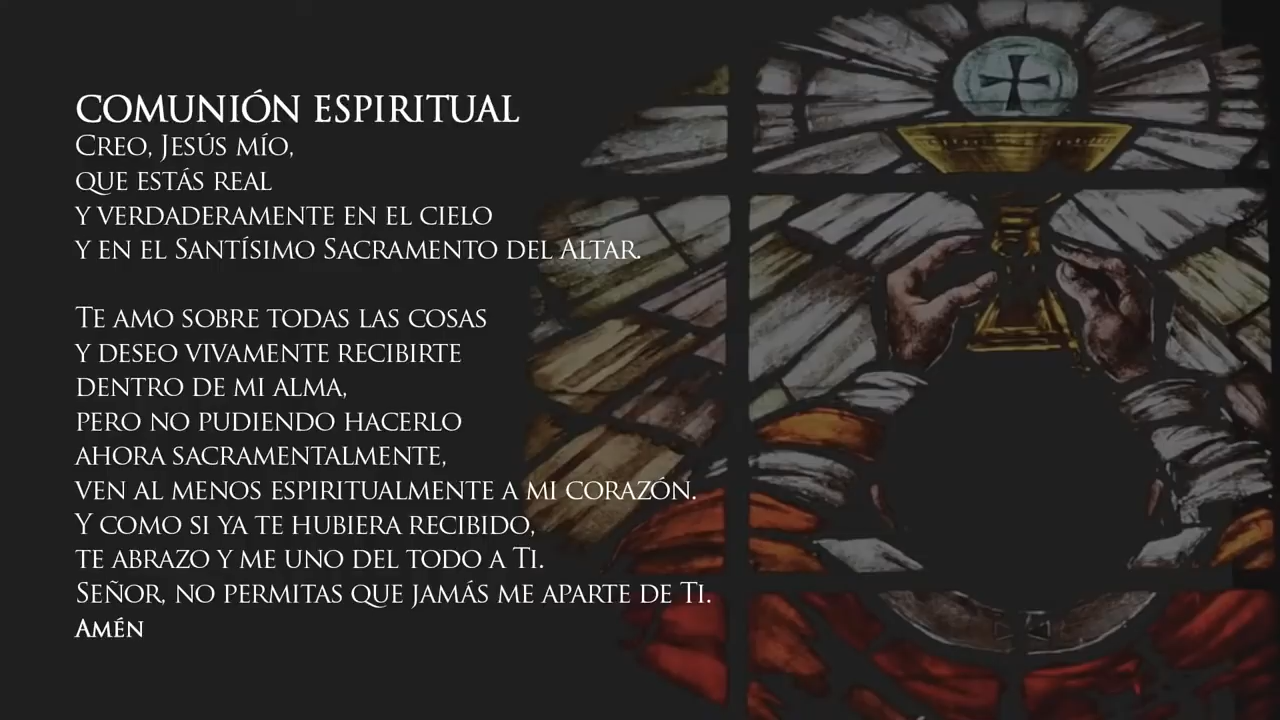 COMUNIÓN ESPIRITUAL
CREO, JESÚS MÍO,
QUE ESTÁS REAL
Y VERDADERAMENTE EN EL CIELO
Y EN EL SANTÍSIMO SACRAMENTO DEL ALTAR.
TE AMO SOBRE TODAS LAS COSAS
Y DESEO VIVAMENTE RECIBIRTE
DENTRO DE MI ALMA,
PERO NO PUDIENDO HACERLO
AHORA SACRAMENTALMENTE,
VEN AL MENOS ESPIRITUALMENTE A MI CORAZÓN.
Y COMO SI YA TE HUBIERA RECIBIDO,
TE ABRAZO Y ME UNO DEL TODO A TI.
SEÑOR, NO PERMITAS QUE JAMÁS ME APARTE DE TI.
AMÉN